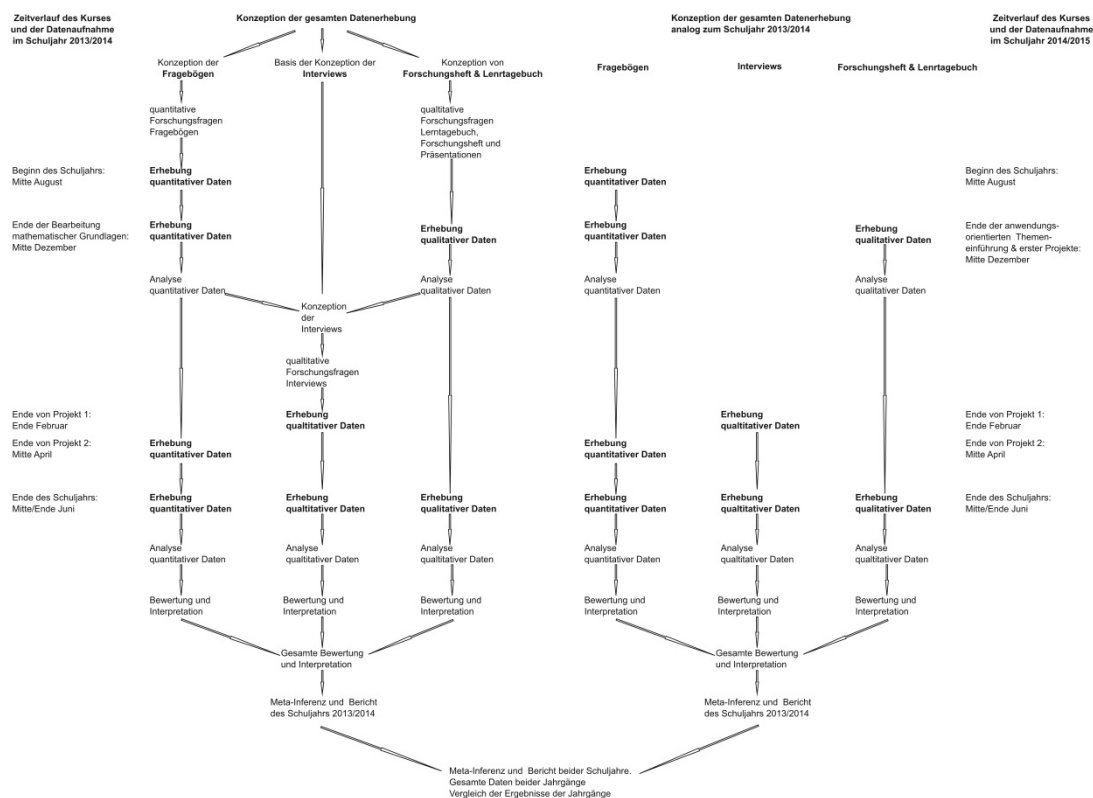 Zeitverlauf des Kurses
und der Datenaufnahme
im Schuljahr 2013/2014
Konzeption der gesamten Datenerhebung
Konzeption der
Fragebögen
Basis der Konzeption der
Interviews
Konzeption von
Forschungsheft & Lenrtagebuch
quantitative
Forschungsfragen
Fragebögen
qualtitative
Forschungsfragen
Lerntagebuch,
Forschungsheft und
Präsentationen
Beginn des Schuljahrs:
Mitte August
Erhebung
quantitativer Daten
Ende der Bearbeitung
mathematischer Grundlagen:
Mitte Dezember
Erhebung
quantitativer Daten
Erhebung
qualitativer Daten
Analyse
quantitativer Daten
Analyse
qualitativer Daten
Konzeption
der
Interviews
qualtitative
Forschungsfragen
Interviews
Ende von Projekt 1:
Ende Februar
Erhebung
qualtitativer Daten
Ende von Projekt 2:
Mitte April
Erhebung
quantitativer Daten
Ende des Schuljahrs:
Mitte/Ende Juni
Erhebung
quantitativer Daten
Erhebung
qualtitativer Daten
Erhebung
qualitativer Daten
Analyse
quantitativer Daten
Analyse
qualtitativer Daten
Analyse
qualitativer Daten
Bewertung und
Interpretation
Bewertung und
Interpretation
Bewertung und
Interpretation
Gesamte Bewertung
und Interpretation
Meta-Inferenz und Bericht
des Schuljahrs 2013/2014
Konzeption der gesamten Datenerhebung
analog zum Schuljahr 2013/2014
Zeitverlauf des Kurses
und der Datenaufnahme
im Schuljahr 2014/2015
Fragebögen
Interviews
Forschungsheft & Lenrtagebuch
Erhebung
quantitativer Daten
Beginn des Schuljahrs:
Mitte August
Erhebung
quantitativer Daten
Erhebung
qualitativer Daten
Ende der anwendungs-
orientierten Themen-
einführung & erster Projekte:
Mitte Dezember
Analyse
quantitativer Daten
Analyse
qualitativer Daten
Erhebung
qualtitativer Daten
Ende von Projekt 1:
Ende Februar
Erhebung
quantitativer Daten
Ende von Projekt 2:
Mitte April
Erhebung
quantitativer Daten
Erhebung
qualtitativer Daten
Erhebung
qualitativer Daten
Ende des Schuljahrs:
Mitte/Ende Juni
Analyse
quantitativer Daten
Analyse
qualtitativer Daten
Analyse
qualitativer Daten
Bewertung und
Interpretation
Bewertung und
Interpretation
Bewertung und
Interpretation
Gesamte Bewertung
und Interpretation
Meta-Inferenz und Bericht
des Schuljahrs 2013/2014
Meta-Inferenz und Bericht beider Schuljahre.
Gesamte Daten beider Jahrgänge
Vergleich der Ergebnisse der Jahrgänge